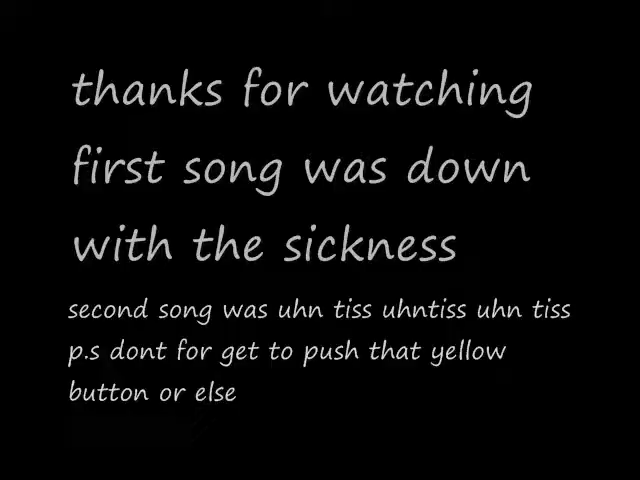 thanks for watching
first song was down
with the sickness
second song was uhn tiss uhntiss uhn tiss
p.s dont for get to push that yellow
button or else